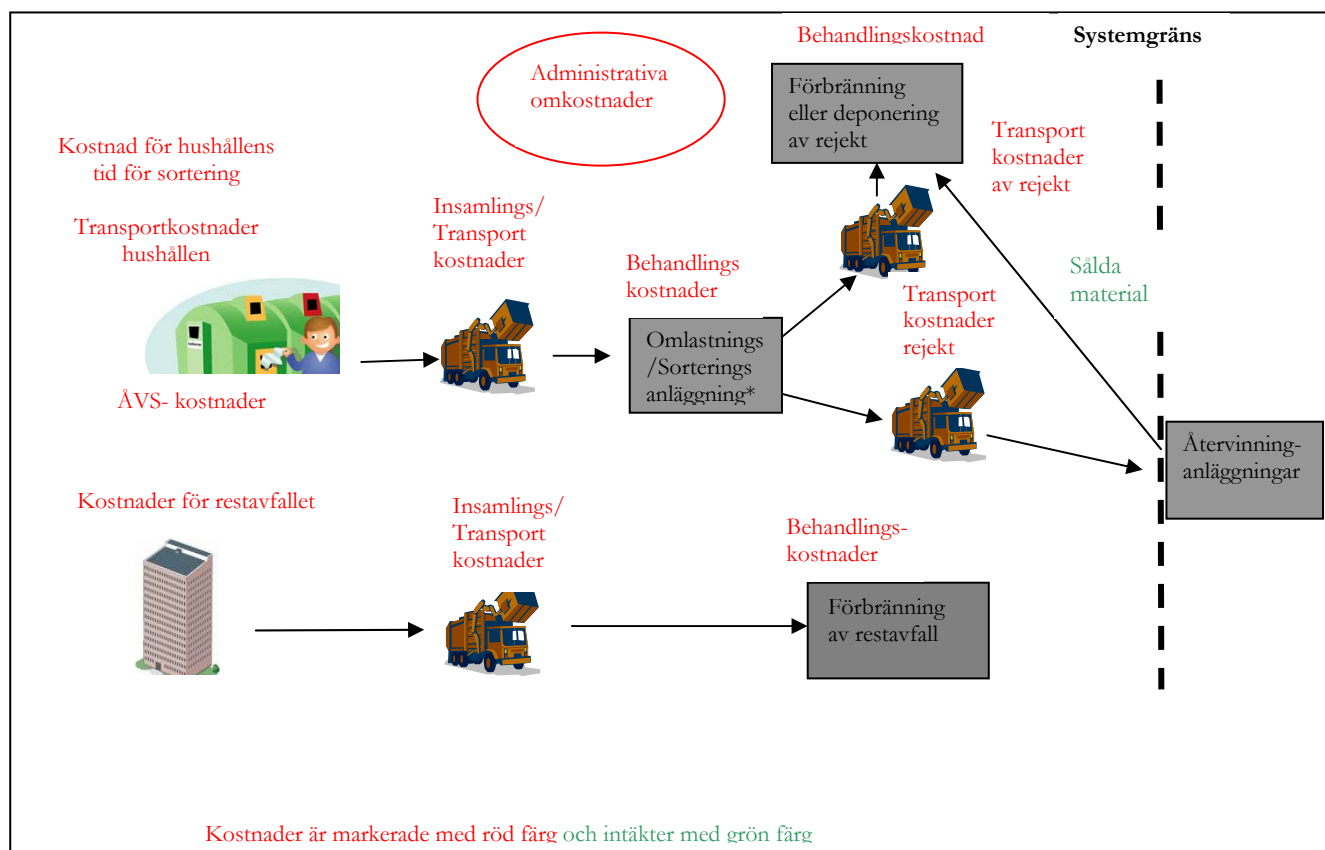 Behandlingskostnad
Systemgräns
Administrativa
omkostnader
Förbränning
eller deponering
av rejekt
Transport
kostnader
av rejekt
Kostnad för hushållens
tid för sortering
Transportkostnader
hushållen
Insamlings/
Transport
kostnader
Behandlings
kostnader
Sålda
material
Transport
kostnader
rejekt
Omlastnings
/Sorterings
anläggning*
ÅVS- kostnader
Återvinning-
anläggningar
Kostnader för restavfallet
Insamlings/
Transport
kostnader
Behandlings-
kostnader
Förbränning
av restavfall
Kostnader är markerade med röd färg och intäkter med grön färg